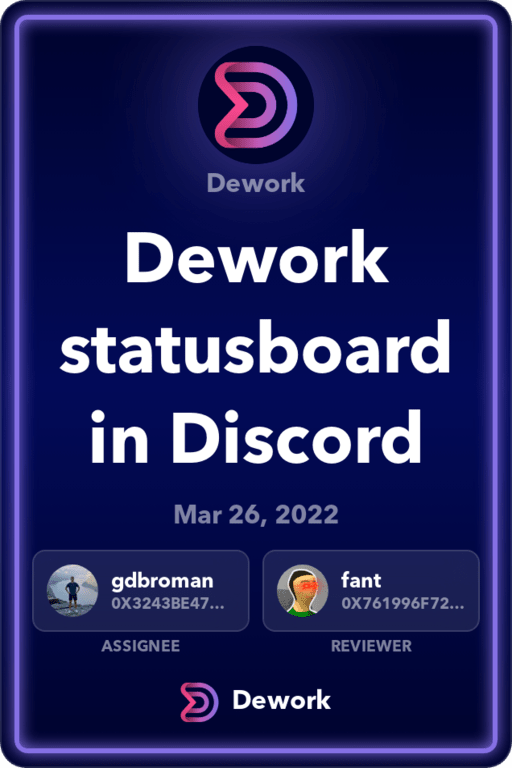 Dework
Dework
statusboard
in Discord
Mar 26, 2022
gdbroman
0X3243BE47...
fant
0X761996F72...
ASSIGNEE
REVIEWER
Dework